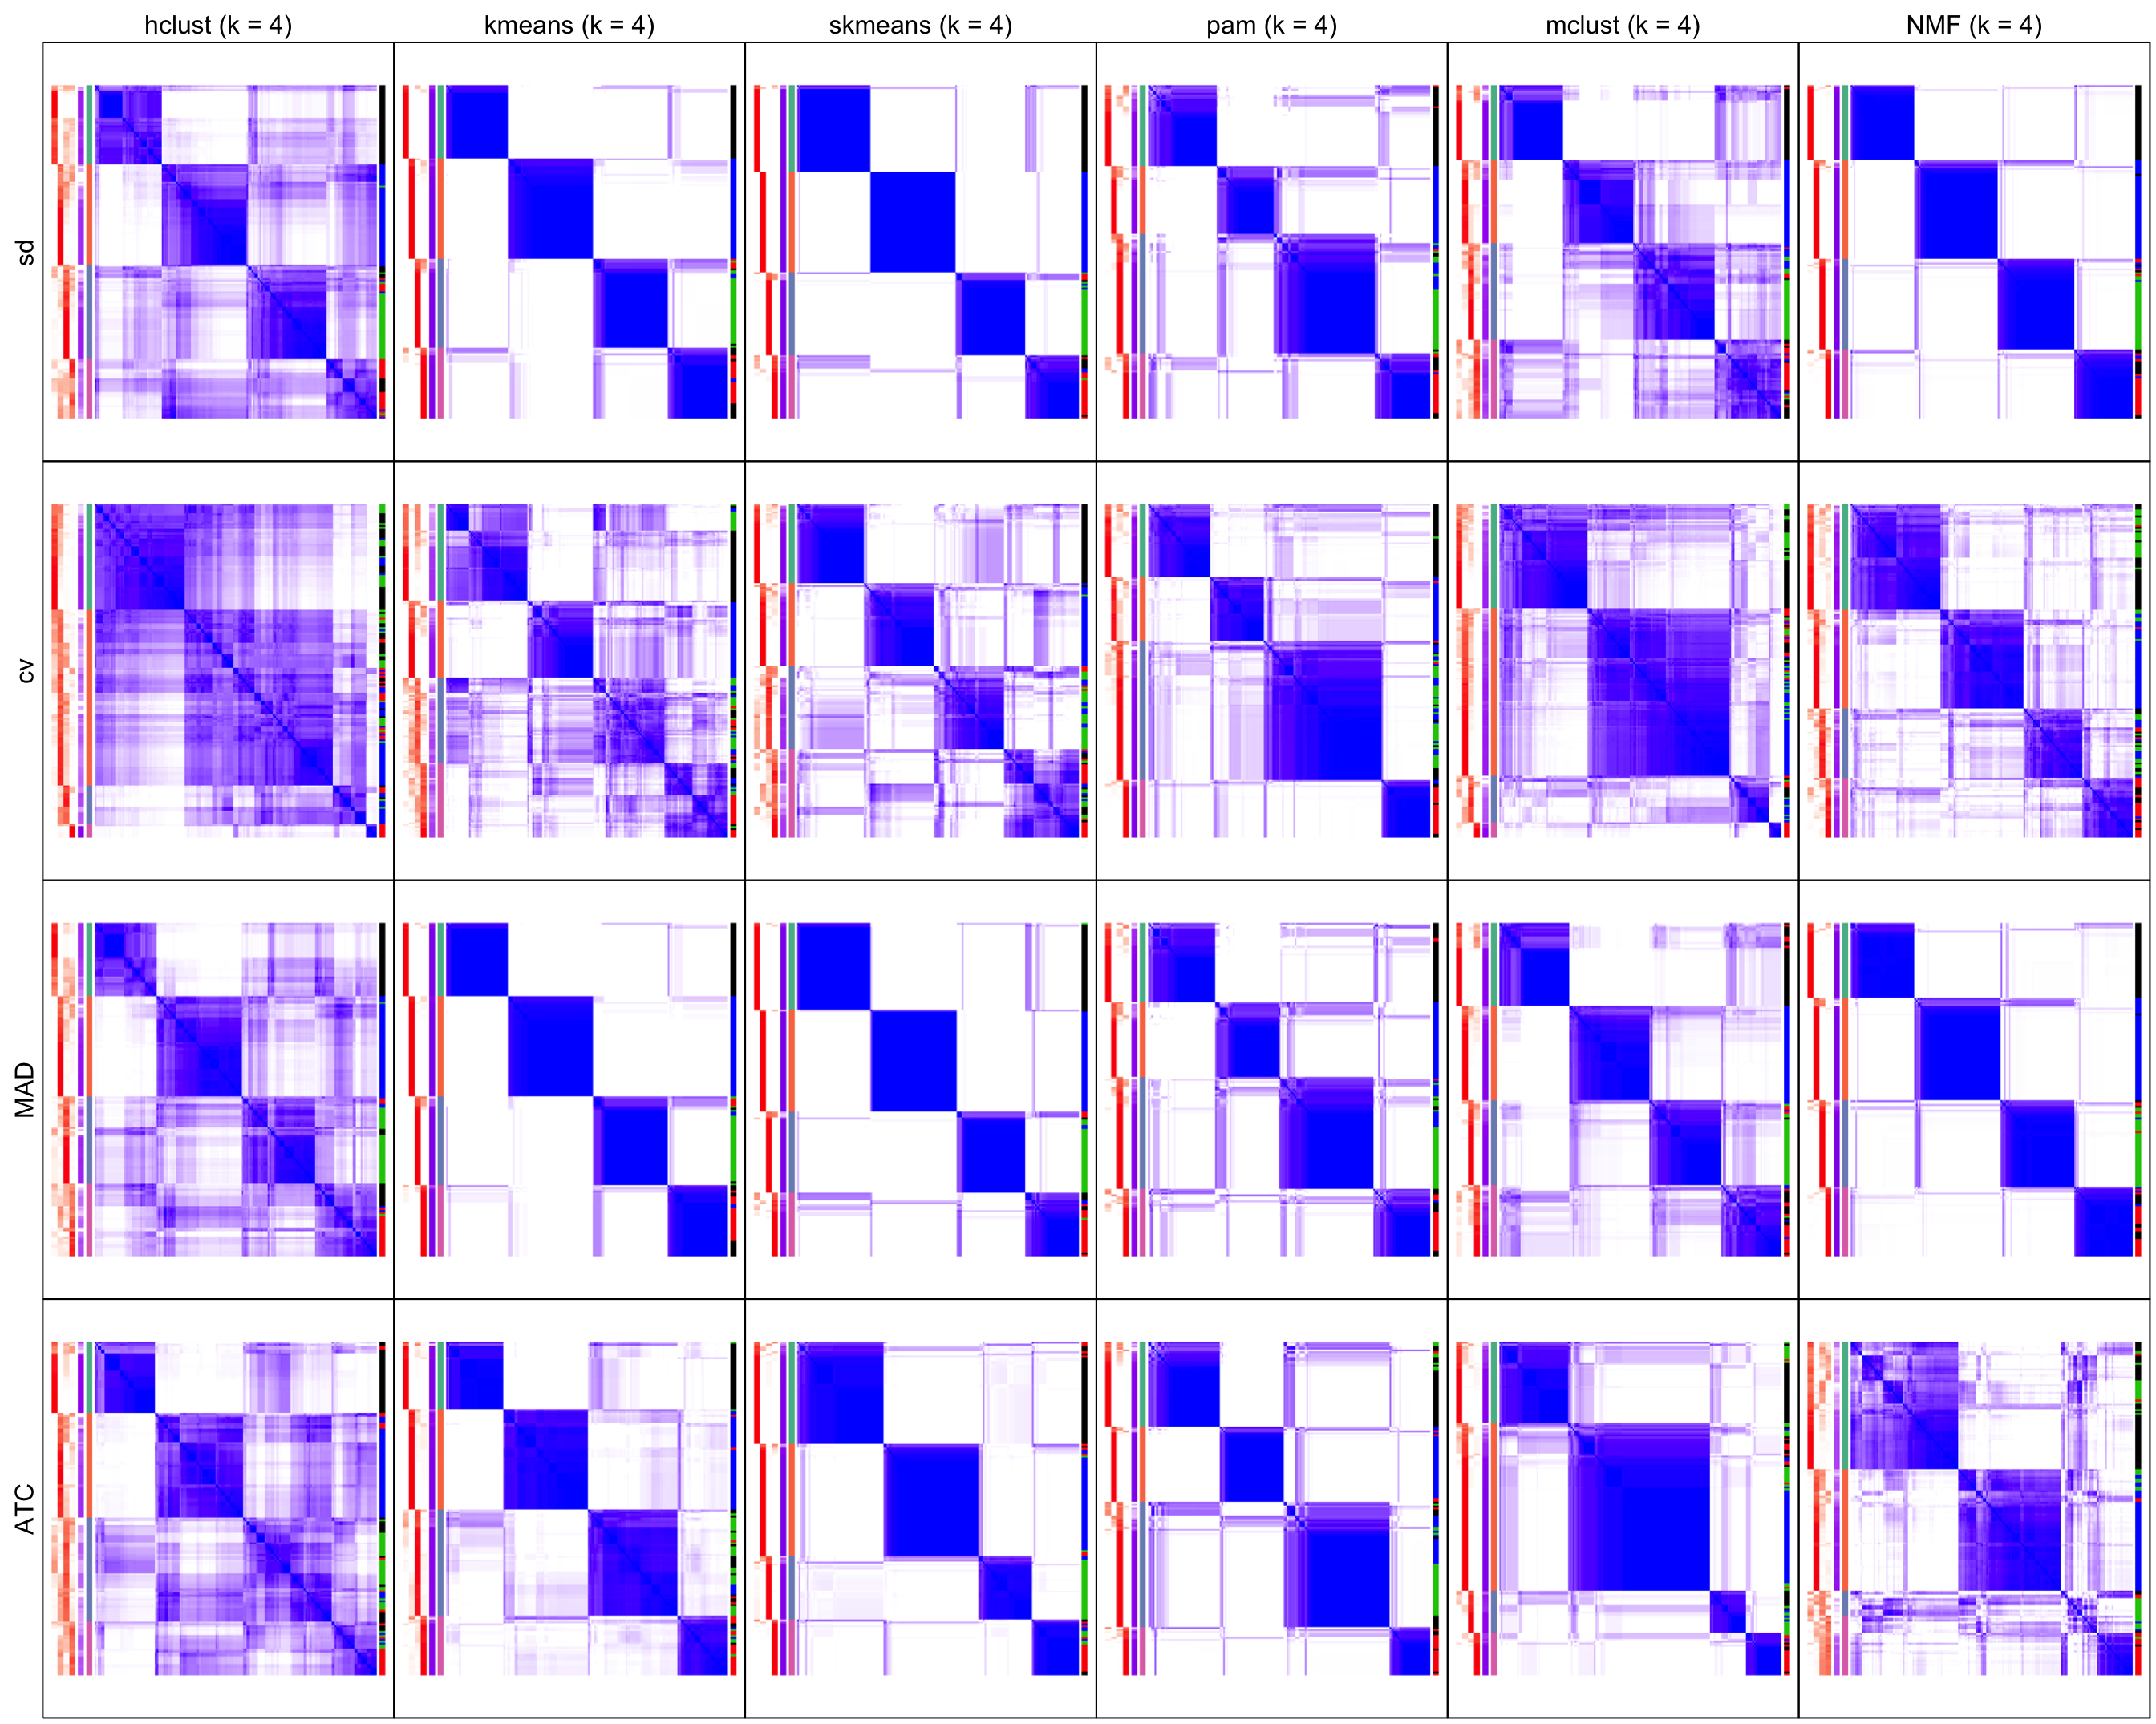 hclust (k = 4)
kmeans (k = 4)
skmeans (k = 4)
pam (k = 4)
mclust (k = 4)
NMF (k = 4)
sd
cv
MAD
ATC